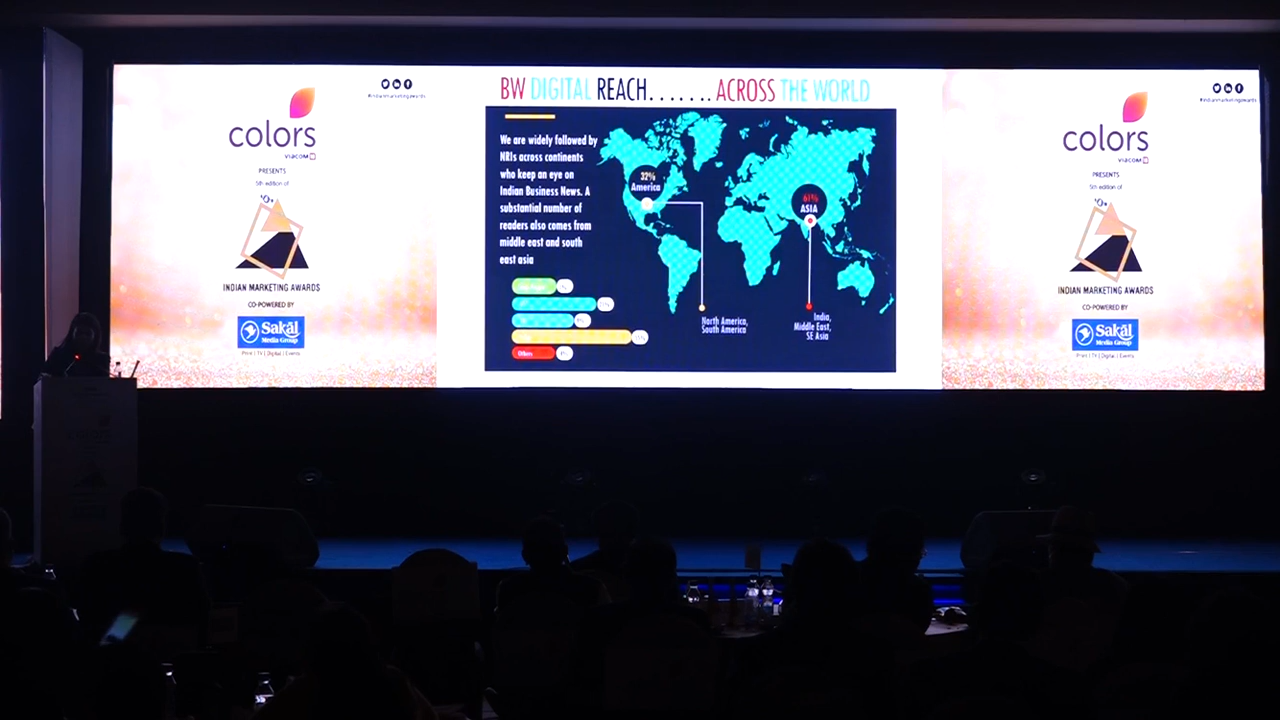 colors
VIACOM
PRESENTS
5th edition of
INDIAN MARKETING AWARDS
CO-POWERED BY
Sakāl
Media Group
Print | TV | Digital | Events
#indianmarketingawards
BW DIGITAL REACH....... ACROSS THE WORLD
We are widely followed by
NRIs across continents
who keep an eye on
Indian Business News. A
substantial number of
readers also comes from
middle east and south
east asia
32%
America
61%
ASIA
North America,
South America
India,
Middle East,
SE Asia
Others
#indianmarketingawards
colors
VIACOM
PRESENTS
5th edition of
INDIAN MARKETING AWARDS
CO-POWERED BY
Sakāl
Media Group
Print | TV | Digital | Events